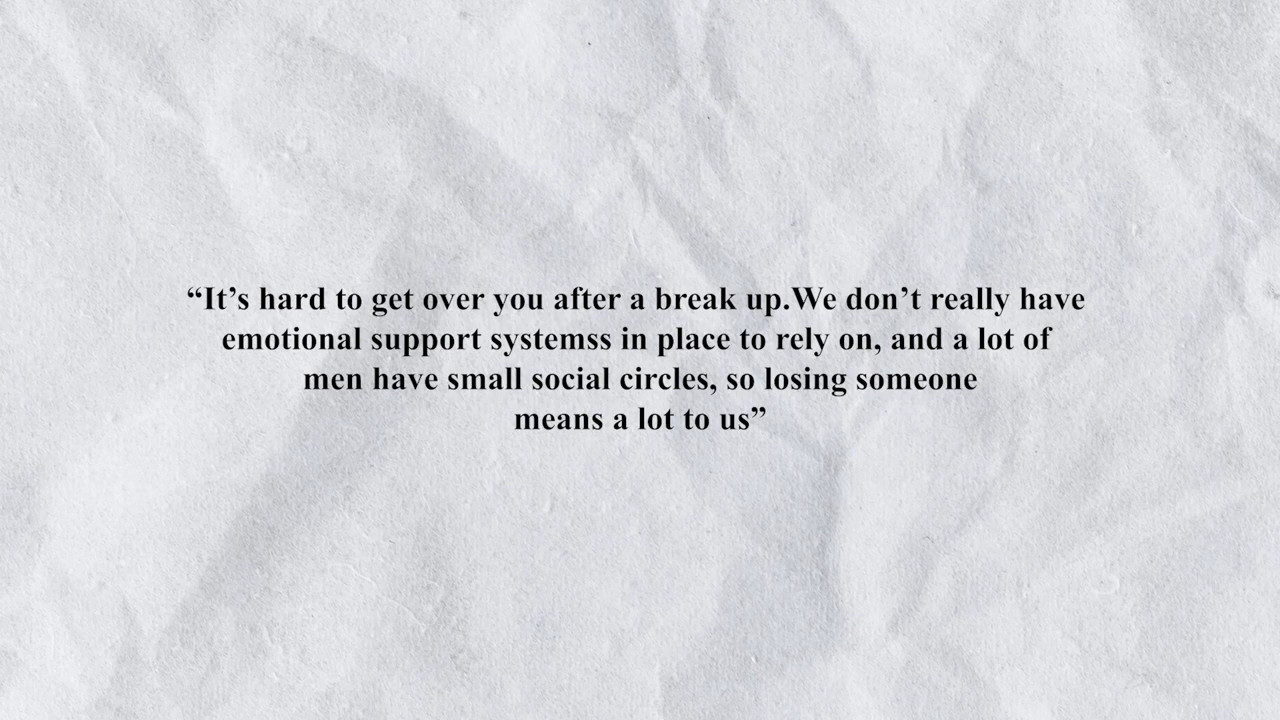 “It’s hard to get over you after a break up.We don’t really have
emotional support systemss in place to rely on, and a lot of
men have small social circles, so losing someone
means a lot to us”